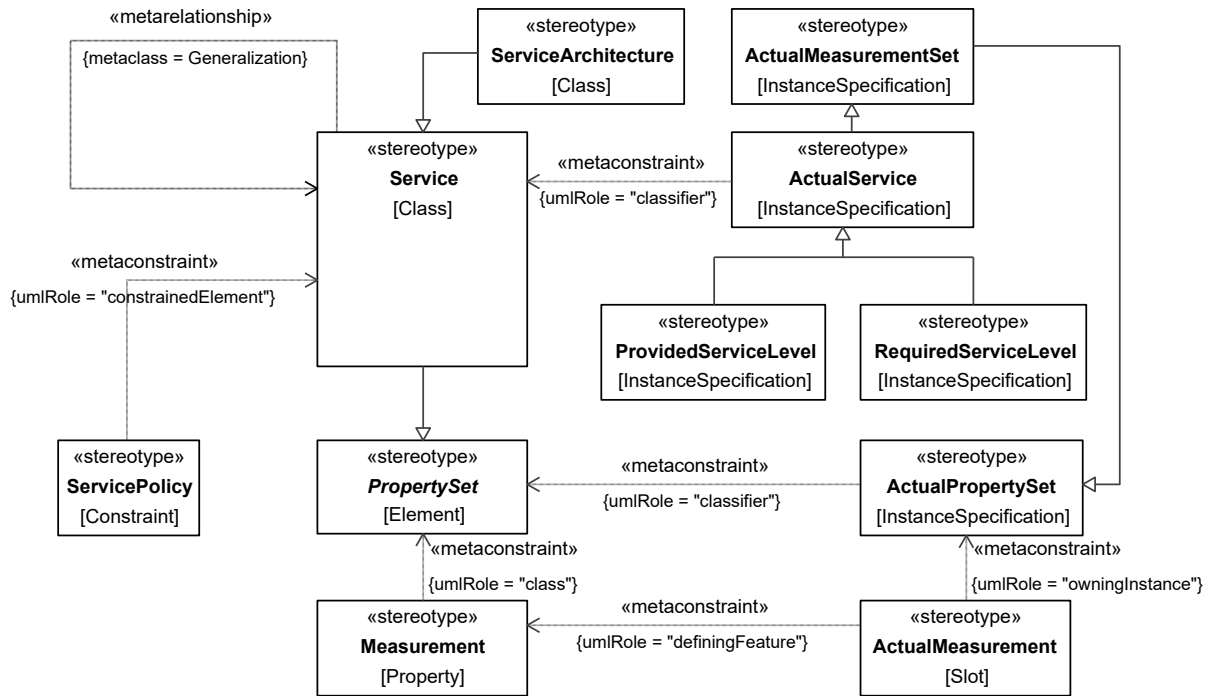 «metarelationship»
{metaclass = Generalization}
«stereotype»
ServiceArchitecture
[Class]
«stereotype»
ActualMeasurementSet
[InstanceSpecification]
«stereotype»
Service
[Class]
«metaconstraint»
{umlRole = "classifier"}
«stereotype»
ActualService
[InstanceSpecification]
«metaconstraint»
{umlRole = "constrainedElement"}
«stereotype»
ProvidedServiceLevel
[InstanceSpecification]
«stereotype»
RequiredServiceLevel
[InstanceSpecification]
«stereotype»
ServicePolicy
[Constraint]
«stereotype»
PropertySet
[Element]
«metaconstraint»
{umlRole = "classifier"}
«stereotype»
ActualPropertySet
[InstanceSpecification]
«metaconstraint»
{umlRole = "class"}
«metaconstraint»
{umlRole = "owningInstance"}
«stereotype»
Measurement
[Property]
«metaconstraint»
{umlRole = "definingFeature"}
«stereotype»
ActualMeasurement
[Slot]